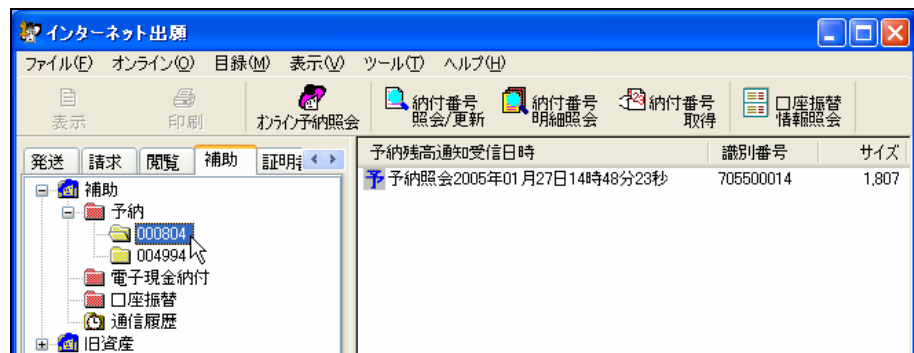 インターネット出願
ファイル(F) オンライン(O) 目録(M) 表示(V) ツール(T) ヘルプ(H)
表示 印刷 オンライン予納照会 納付番号照会/更新 納付番号明細照会 納付番号取得 口座振替情報照会
発送 請求 閲覧 補助
予納残高通知受信日時 識別番号 サイズ
予 予納照会2005年01月27日14時48分23秒 705500014 1,807
補助
予納
000804
004994
電子現金納付
口座振替
通信履歴
旧資産